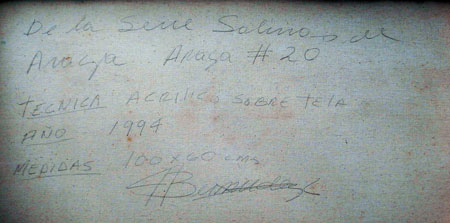 De la Serie Salinas de
Araya Araya #20
TECNICA ACRILICO SOBRE TELA
AÑO 1994
MEDIDAS 100 x 60 cms